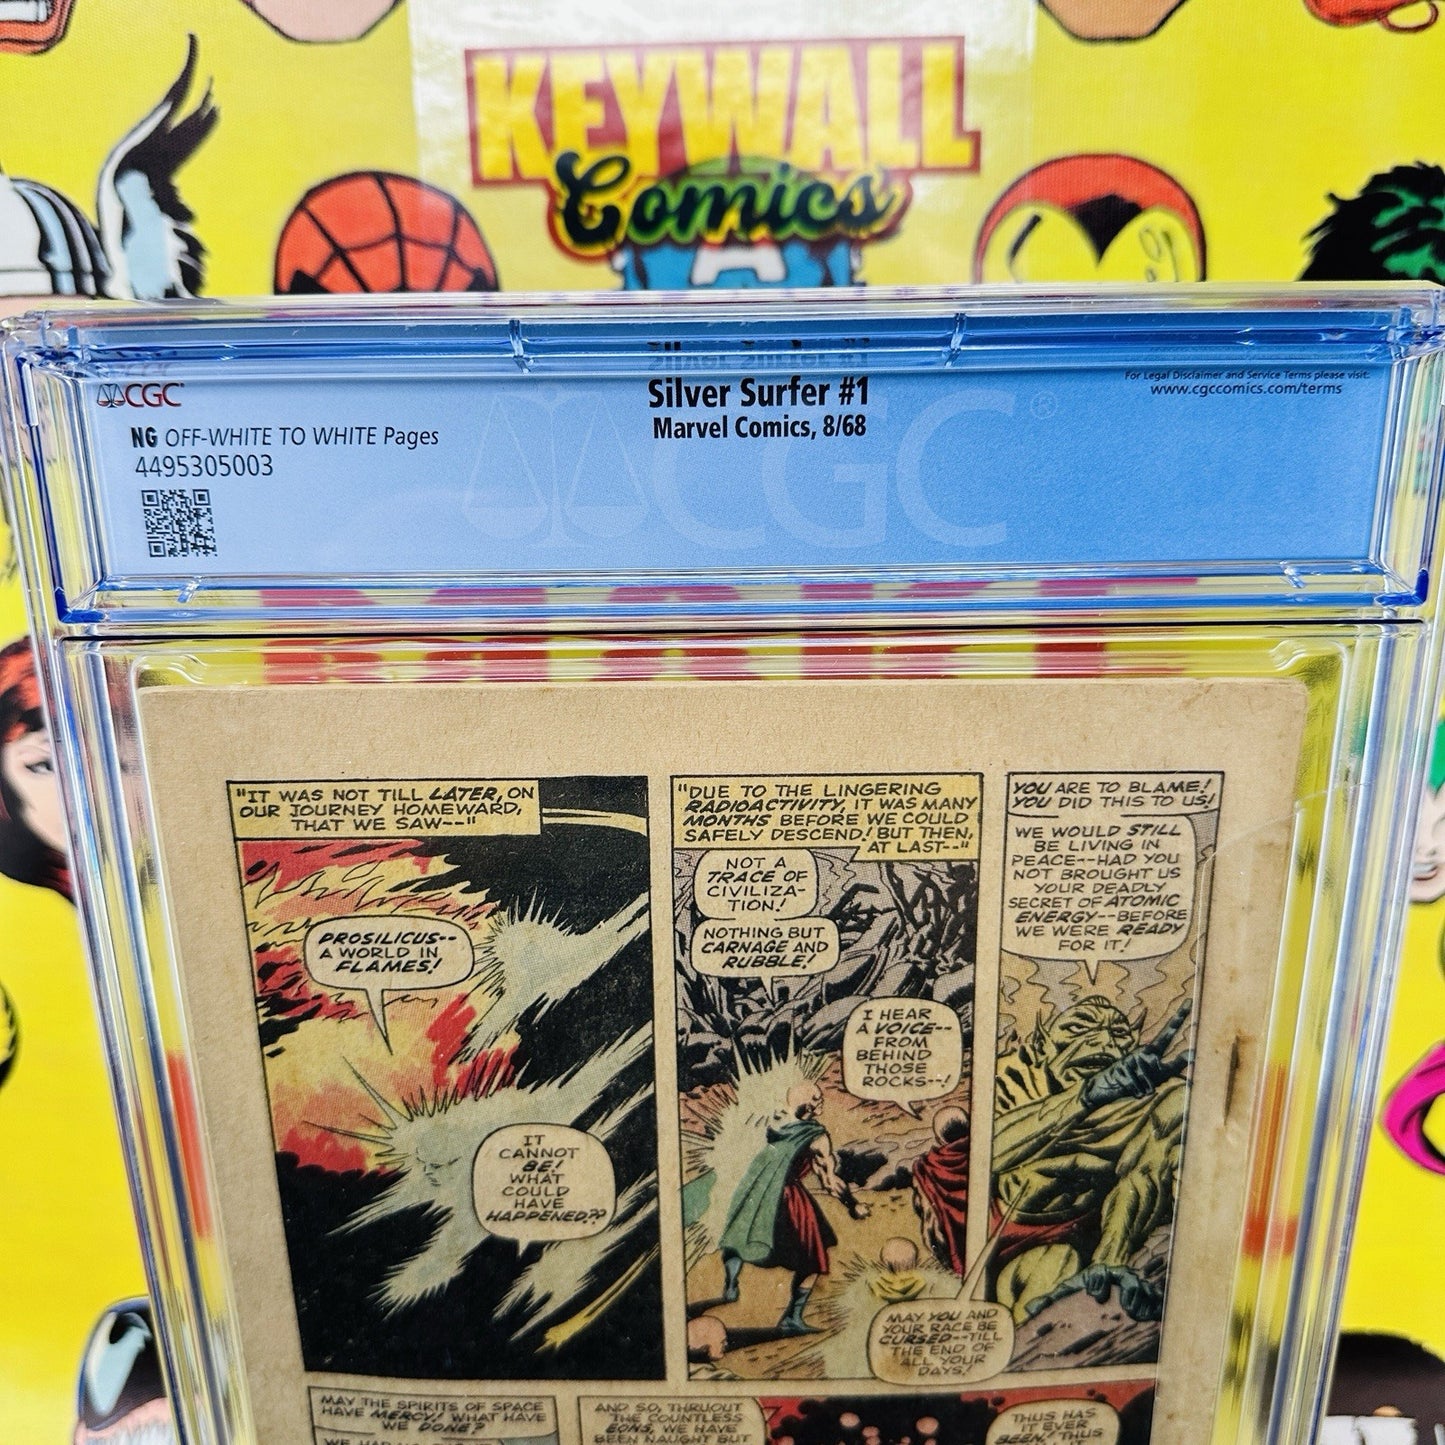 KEYWALL
Comics
A
Silver Surfer #1
CGC
Silver Surfer #1
Marvel Comics, 8/68
For Legal Disclaimer and Service Terms please visit:
www.cgccomics.com/terms
NG OFF-WHITE TO WHITE Pages
4495305003
CGC®
"IT WAS NOT TILL LATER, ON
OUR JOURNEY HOMEWARD,
THAT WE SAW--"
PROSILICUS--
A WORLD IN
FLAMES!
IT
CANNOT
BE!
WHAT
COULD
HAVE
HAPPENED??
"DUE TO THE LINGERING
RADIOACTIVITY, IT WAS MANY
MONTHS BEFORE WE COULD
SAFELY DESCEND! BUT THEN,
AT LAST--"
NOT A
TRACE OF
CIVILIZA-
TION!
NOTHING BUT
CARNAGE AND
RUBBLE!
I HEAR
A VOICE--
FROM
BEHIND
THOSE
ROCKS--!
YOU ARE TO BLAME!
YOU DID THIS TO US!
WE WOULD STILL
BE LIVING IN
PEACE--HAD YOU
NOT BROUGHT US
YOUR DEADLY
SECRET OF ATOMIC
ENERGY--BEFORE
WE WERE READY
FOR IT!
MAY YOU AND
YOUR RACE BE
CURSED--TILL
THE END OF
ALL YOUR
DAYS!
MAY THE SPIRITS OF SPACE
HAVE MERCY! WHAT HAVE
WE DONE?
AND SO, THRUOUT
THE COUNTLESS
EONS, WE HAVE
BEEN NAUGHT BUT
THUS HAS
IT EVER
BEEN! THUS